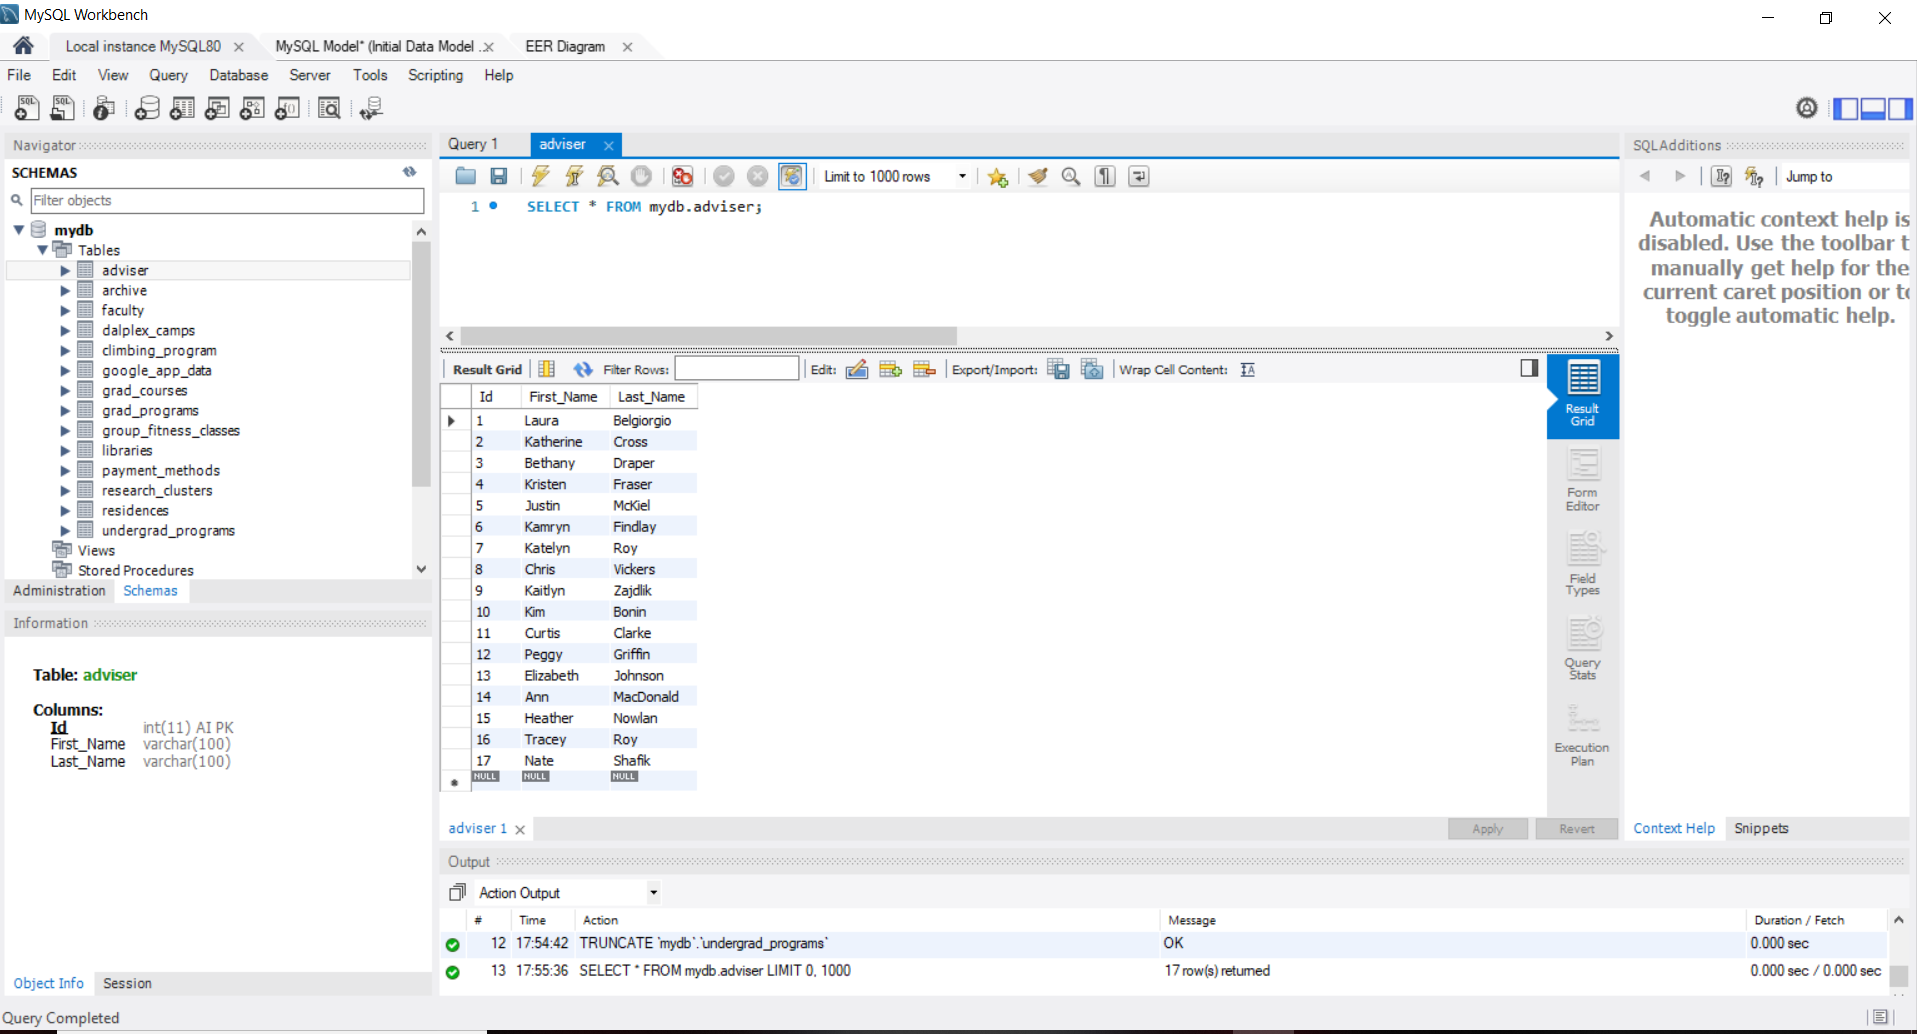 MySQL Workbench
Local instance MySQL80
MySQL Model* (Initial Data Model ..
EER Diagram
File Edit View Query Database Server Tools Scripting Help
Navigator
SCHEMAS
Filter objects
mydb
Tables
adviser
archive
faculty
dalplex_camps
climbing_program
google_app_data
grad_courses
grad_programs
group_fitness_classes
libraries
payment_methods
research_clusters
residences
undergrad_programs
Views
Stored Procedures
Administration Schemas
Information
Table: adviser
Columns:
Id int(11) AI PK
First_Name varchar(100)
Last_Name varchar(100)
Object Info Session
Query Completed
Query 1 adviser
Limit to 1000 rows
1 SELECT * FROM mydb.adviser;
Result Grid Filter Rows: Edit: Export/Import: Wrap Cell Content:
Id First_Name Last_Name
1 Laura Belgiorgio
2 Katherine Cross
3 Bethany Draper
4 Kristen Fraser
5 Justin McKiel
6 Kamryn Findlay
7 Katelyn Roy
8 Chris Vickers
9 Kaitlyn Zajdlik
10 Kim Bonin
11 Curtis Clarke
12 Peggy Griffin
13 Elizabeth Johnson
14 Ann MacDonald
15 Heather Nowlan
16 Tracey Roy
17 Nate Shafik
NULL NULL NULL
Result
Grid
Form
Editor
Field
Types
Query
Stats
Execution
Plan
adviser 1
Apply Revert
SQLAdditions
Jump to
Automatic context help is
disabled. Use the toolbar t
manually get help for the
current caret position or to
toggle automatic help.
Context Help Snippets
Output
Action Output
# Time Action Message Duration / Fetch
12 17:54:42 TRUNCATE `mydb`.`undergrad_programs` OK 0.000 sec
13 17:55:36 SELECT * FROM mydb.adviser LIMIT 0, 1000 17 row(s) returned 0.000 sec / 0.000 sec